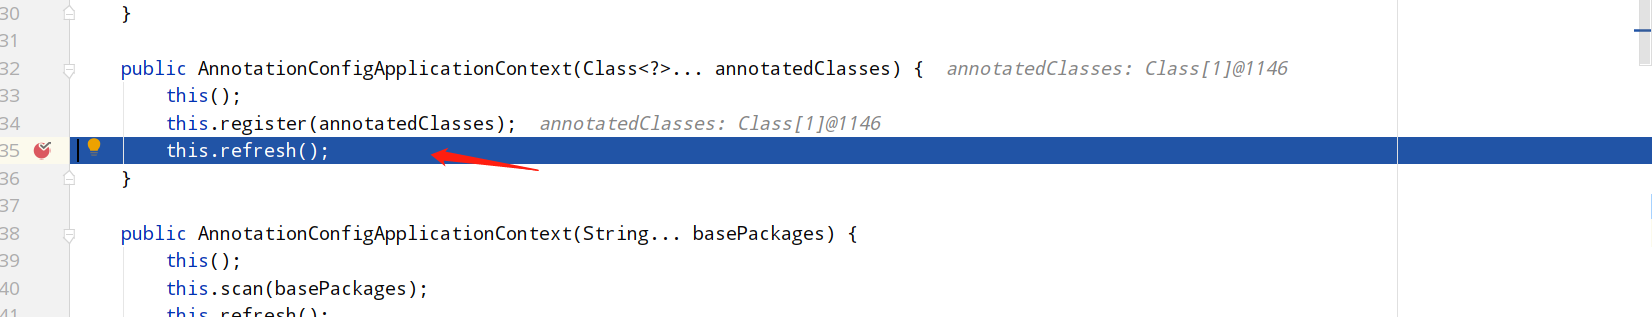 30 }
31
32 public AnnotationConfigApplicationContext(Class<?>... annotatedClasses) { annotatedClasses: Class[1]@1146
33 this();
34 this.register(annotatedClasses); annotatedClasses: Class[1]@1146
35 this.refresh();
36 }
37
38 public AnnotationConfigApplicationContext(String... basePackages) {
39 this();
40 this.scan(basePackages);
41 this.refresh();